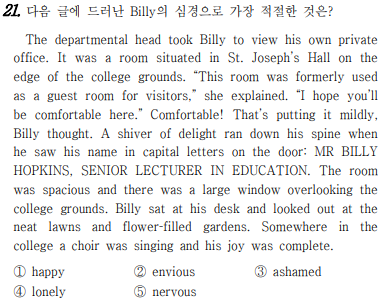 21. 다음 글에 드러난 Billy의 심경으로 가장 적절한 것은?
The departmental head took Billy to view his own private
office. It was a room situated in St. Joseph's Hall on the
edge of the college grounds. “This room was formerly used
as a guest room for visitors,” she explained. “I hope you'll
be comfortable here.” Comfortable! That's putting it mildly,
Billy thought. A shiver of delight ran down his spine when
he saw his name in capital letters on the door: MR BILLY
HOPKINS, SENIOR LECTURER IN EDUCATION. The room
was spacious and there was a large window overlooking the
college grounds. Billy sat at his desk and looked out at the
neat lawns and flower-filled gardens. Somewhere in the
college a choir was singing and his joy was complete.
① happy ② envious ③ ashamed
④ lonely ⑤ nervous